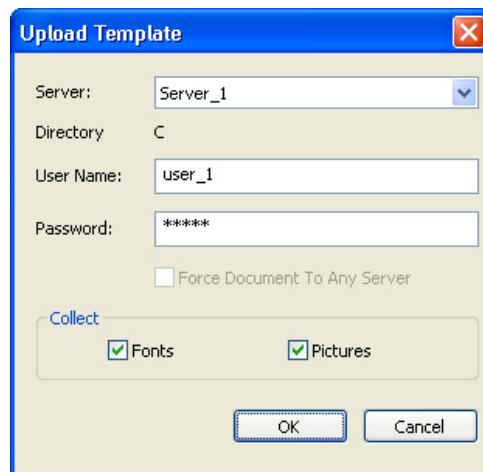 Upload Template
Server: Server_1
Directory C
User Name: user_1
Password: *****
Force Document To Any Server
Collect
Fonts Pictures
OK Cancel